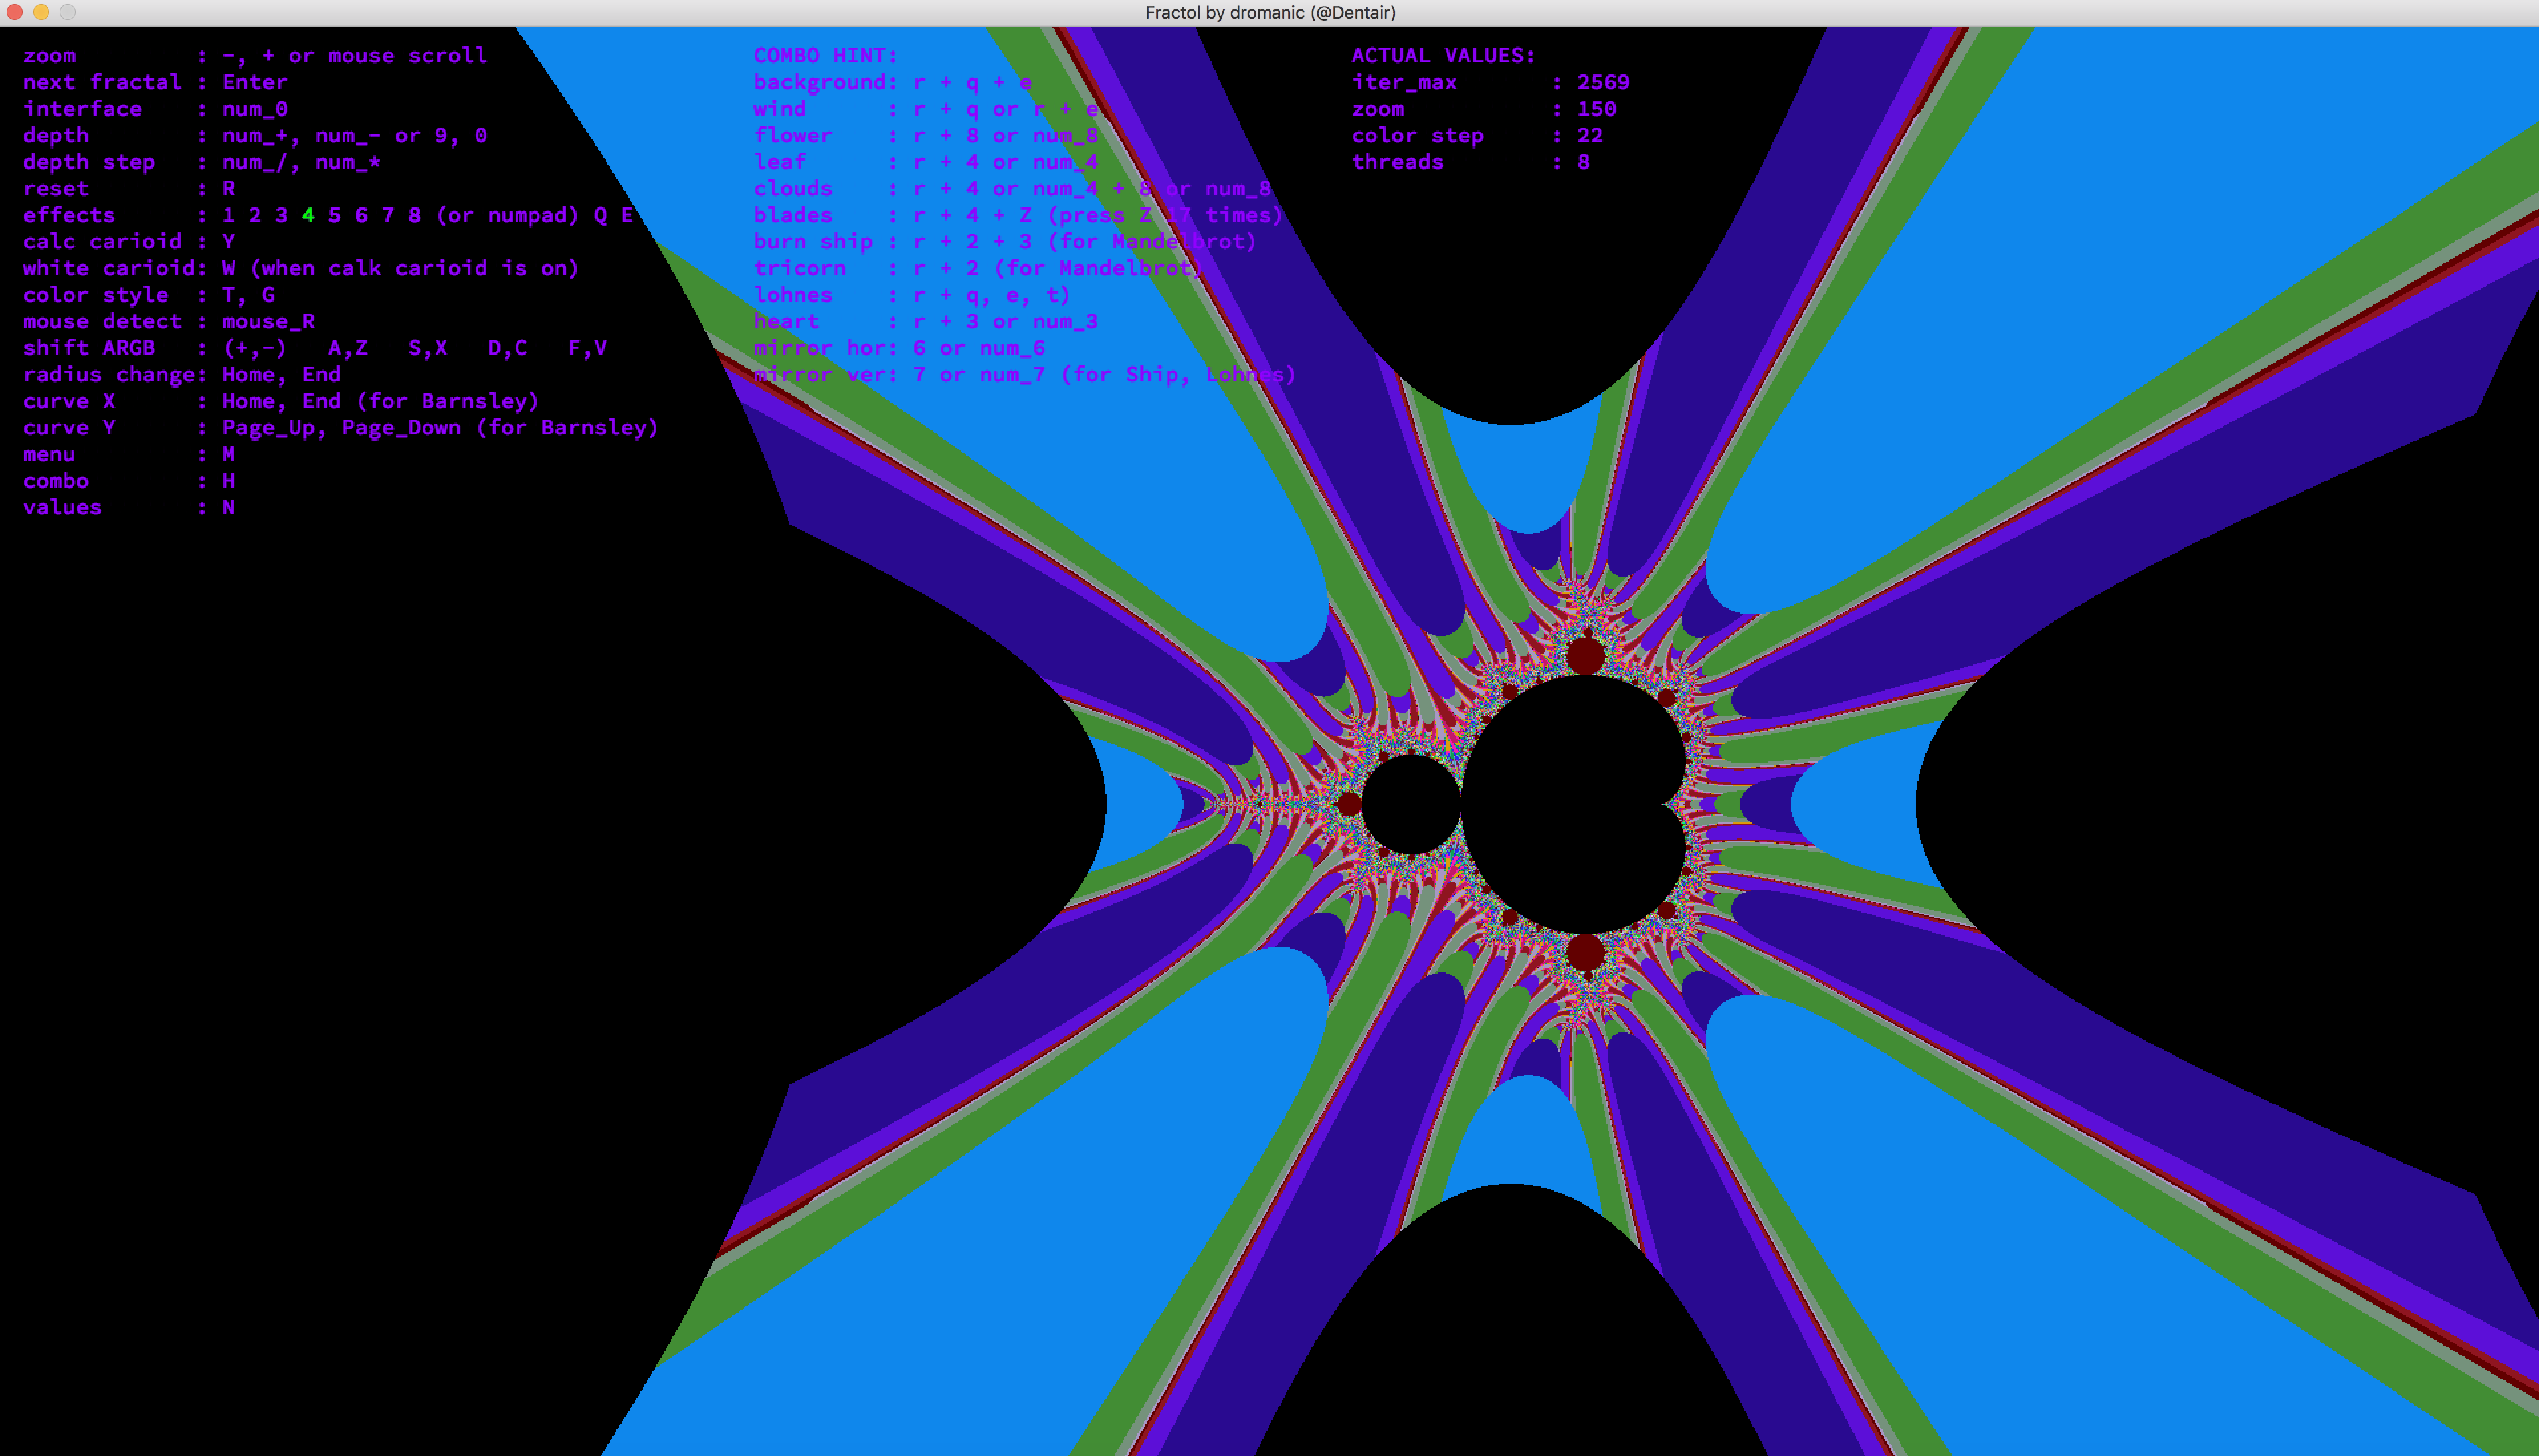 Fractol by dromanic (@Dentair)
zoom : -, + or mouse scroll
next fractal : Enter
interface : num_0
depth : num_+, num_- or 9, 0
depth step : num_/, num_*
reset : R
effects : 1 2 3 4 5 6 7 8 (or numpad) Q E
calc carioid : Y
white carioid: W (when calk carioid is on)
color style : T, G
mouse detect : mouse_R
shift ARGB : (+,-) A,Z S,X D,C F,V
radius change: Home, End
curve X : Home, End (for Barnsley)
curve Y : Page_Up, Page_Down (for Barnsley)
menu : M
combo : H
values : N
COMBO HINT:
background: r + q + e
wind : r + q or r + e
flower : r + 8 or num_8
leaf : r + 4 or num_4
clouds : r + 4 or num_4 + 8 or num_8
blades : r + 4 + Z (press Z 17 times)
burn ship : r + 2 + 3 (for Mandelbrot)
tricorn : r + 2 (for Mandelbrot)
lohnes : r + q, e, t)
heart : r + 3 or num_3
mirror hor: 6 or num_6
mirror ver: 7 or num_7 (for Ship, Lohnes)
ACTUAL VALUES:
iter_max : 2569
zoom : 150
color step : 22
threads : 8